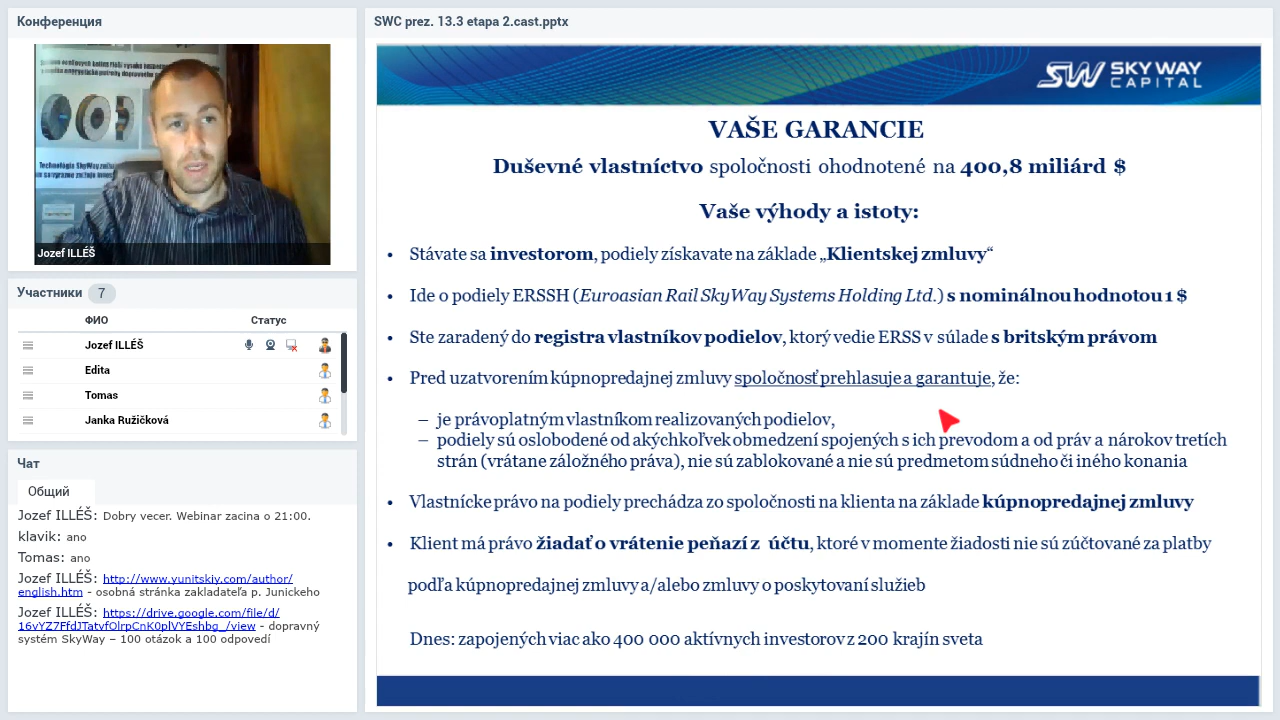 Конференция
Jozef ILLÉŠ
Участники 7
ФИО Статус
Jozef ILLÉŠ
Edita
Tomas
Janka Ružičková
Чат
Общий
Jozef ILLÉŠ: Dobry vecer. Webinar zacina o 21:00.
klavik: ano
Tomas: ano
Jozef ILLÉŠ: http://www.yunitskiy.com/author/
english.htm - osobná stránka zakladateľa p. Junickeho
Jozef ILLÉŠ: https://drive.google.com/file/d/
- dopravný
systém SkyWay – 100 otázok a 100 odpovedí
SWC prez. 13.3 etapa 2.cast.pptx
SW SKY WAY
CAPITAL
VAŠE GARANCIE
Duševné vlastníctvo spoločnosti ohodnotené na 400,8 miliárd $
Vaše výhody a istoty:
• Stávate sa investorom, podiely získavate na základe „Klientskej zmluvy“
• Ide o podiely ERSSH (Euroasian Rail SkyWay Systems Holding Ltd.) s nominálnou hodnotou 1 $
• Ste zaradený do registra vlastníkov podielov, ktorý vedie ERSS v súlade s britským právom
• Pred uzatvorením kúpnopredajnej zmluvy spoločnosť prehlasuje a garantuje, že:
– je právoplatným vlastníkom realizovaných podielov,
– podiely sú oslobodené od akýchkoľvek obmedzení spojených s ich prevodom a od práv a nárokov tretích
strán (vrátane záložného práva), nie sú zablokované a nie sú predmetom súdneho či iného konania
• Vlastnícke právo na podiely prechádza zo spoločnosti na klienta na základe kúpnopredajnej zmluvy
• Klient má právo žiadať o vrátenie peňazí z účtu, ktoré v momente žiadosti nie sú zúčtované za platby
podľa kúpnopredajnej zmluvy a/alebo zmluvy o poskytovaní služieb
Dnes: zapojených viac ako 400 000 aktívnych investorov z 200 krajín sveta